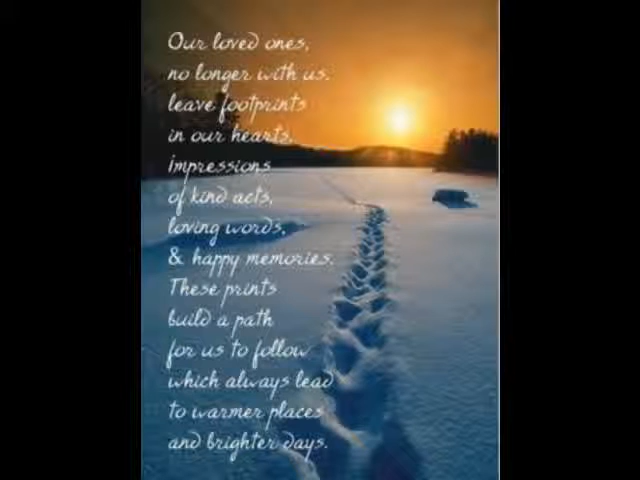 Our loved ones,
no longer with us,
leave footprints
in our hearts,
impressions
of kind acts,
loving words,
& happy memories.
These prints
build a path
for us to follow
which always lead
to warmer places
and brighter days.